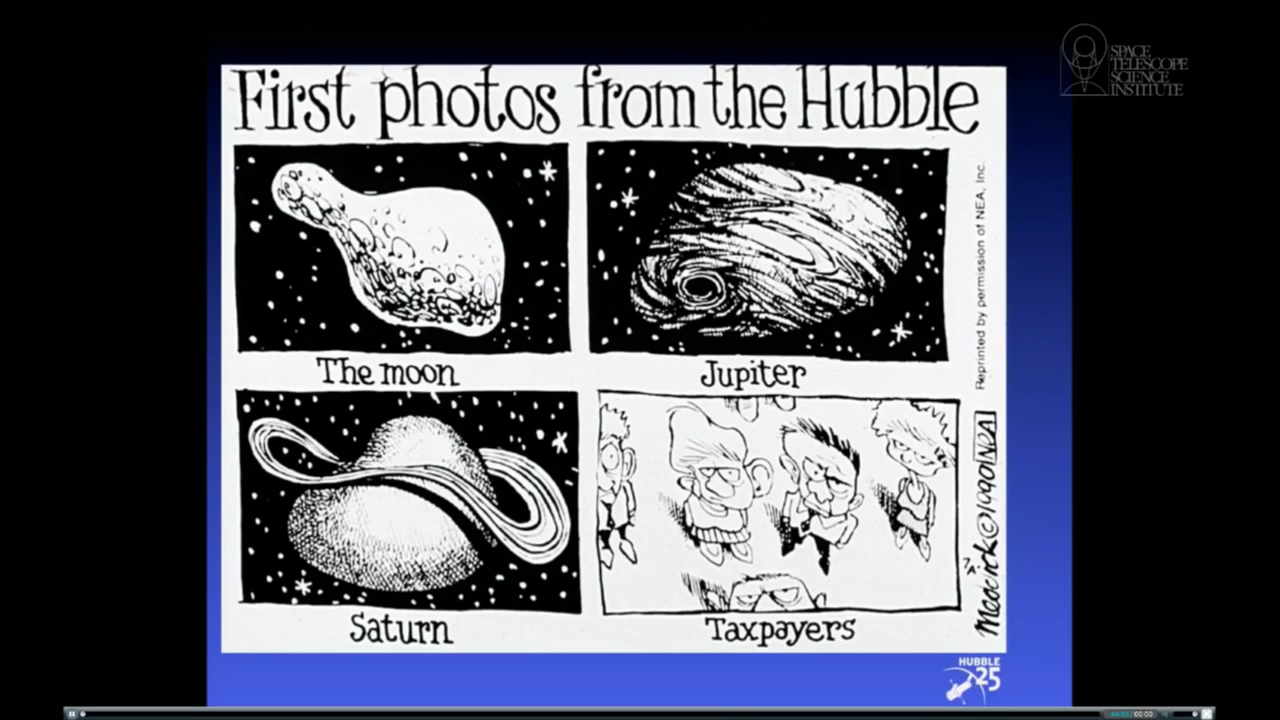 SPACE
TELESCOPE
SCIENCE
INSTITUTE
First photos from the Hubble
The moon
Jupiter
Saturn
Taxpayers
Reprinted by permission of NEA, Inc.
©1990 NEA
HUBBLE
25